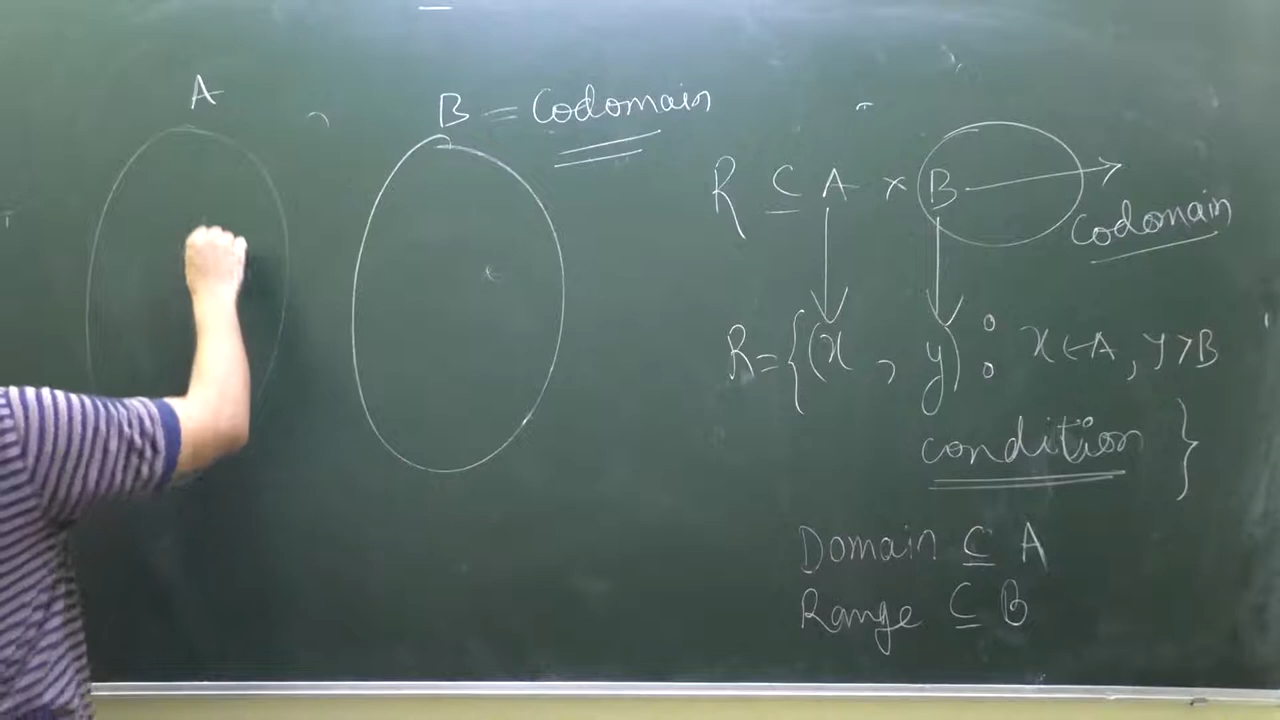 A
B = Codomain
R ⊆ A × B
Codomain
R = {(x, y) : x ∈ A, y > B
condition }
Domain ⊆ A
Range ⊆ B